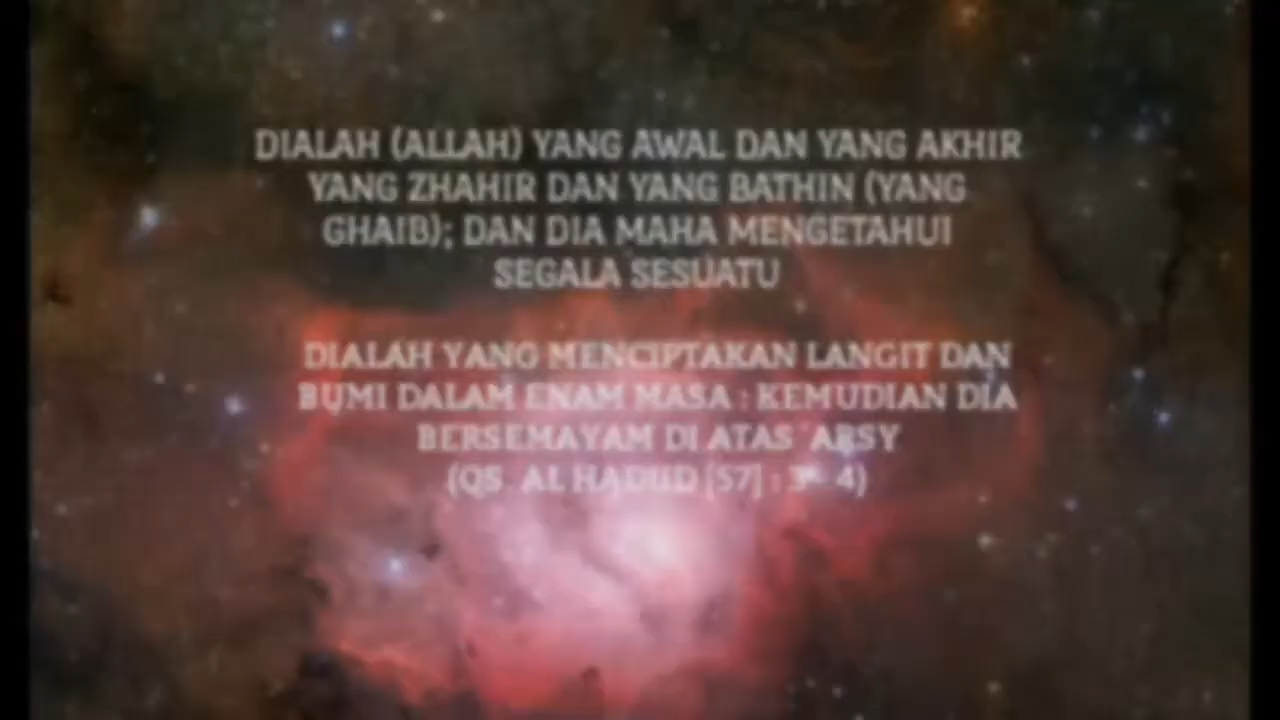 DIALAH (ALLAH) YANG AWAL DAN YANG AKHIR
YANG ZHAHIR DAN YANG BATHIN (YANG
GHAIB); DAN DIA MAHA MENGETAHUI
SEGALA SESUATU
DIALAH YANG MENCIPTAKAN LANGIT DAN
BUMI DALAM ENAM MASA : KEMUDIAN DIA
BERSEMAYAM DI ATAS 'ARSY
(QS. AL HADIID [57] : 3 - 4)